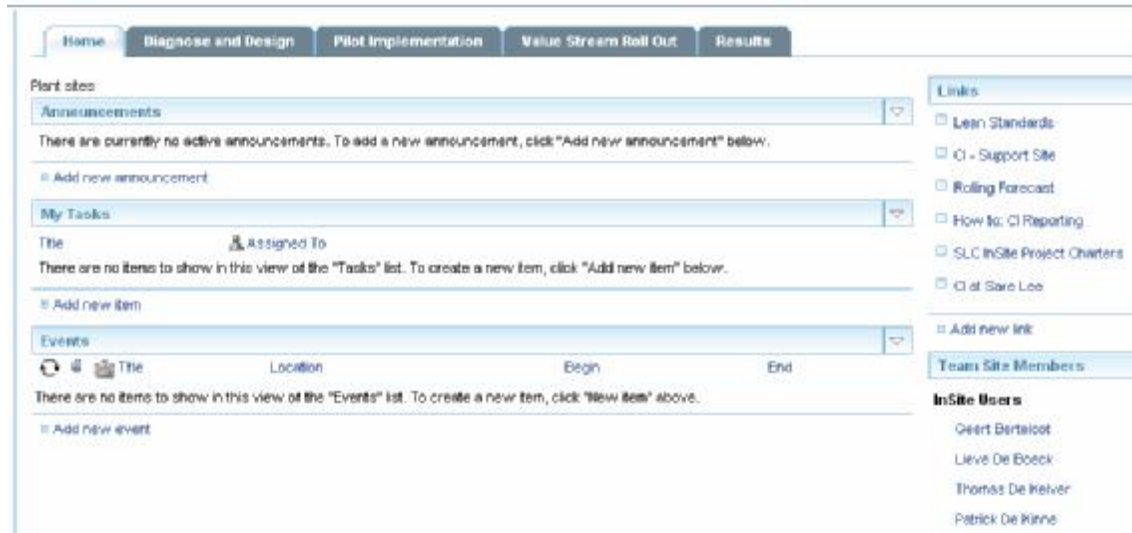 Home Diagnose and Design Pilot Implementation Value Stream Roll Out Results
Plant sites
Announcements
There are currently no active announcements. To add a new announcement, click "Add new announcement" below.
Add new announcement
My Tasks
Title Assigned To
There are no items to show in this view of the "Tasks" list. To create a new item, click "Add new item" below.
Add new item
Events
Title Location Begin End
There are no items to show in this view of the "Events" list. To create a new item, click "New item" above.
Add new event
Links
Lean Standards
CI - Support Site
Rolling Forecast
How to: CI Reporting
SLC InSite Project Charters
CI at Sara Lee
Add new link
Team Site Members
InSite Users
Geert Berteloot
Lieve De Boeck
Thomas De
Patrick De